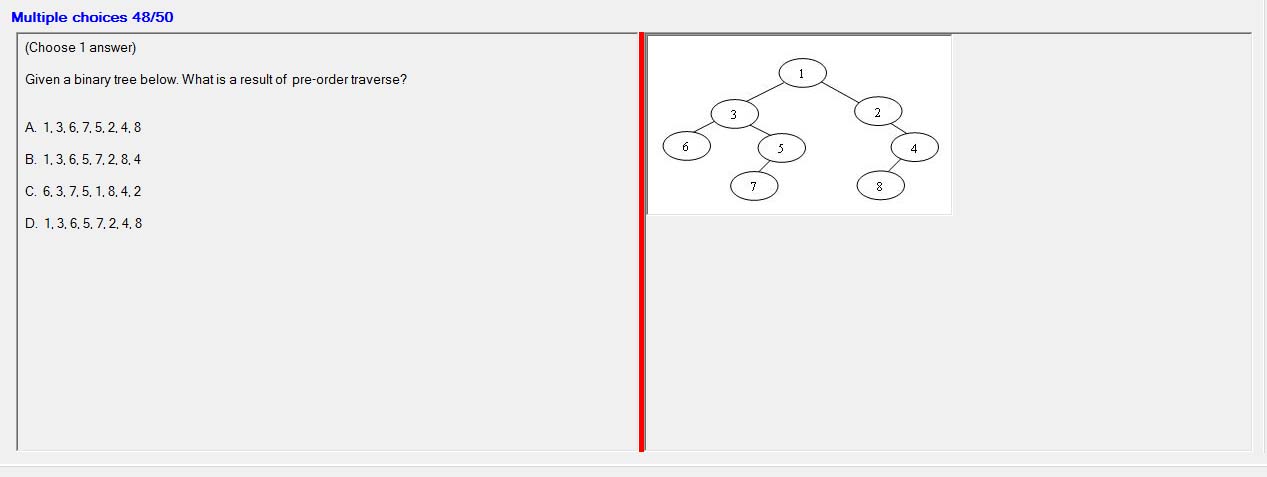 Multiple choices 48/50
(Choose 1 answer)
Given a binary tree below. What is a result of pre-order traverse?
A. 1, 3, 6, 7, 5, 2, 4, 8
B. 1, 3, 6, 5, 7, 2, 8, 4
C. 6, 3, 7, 5, 1, 8, 4, 2
D. 1, 3, 6, 5, 7, 2, 4, 8
1
3 2
6 5 4
7 8